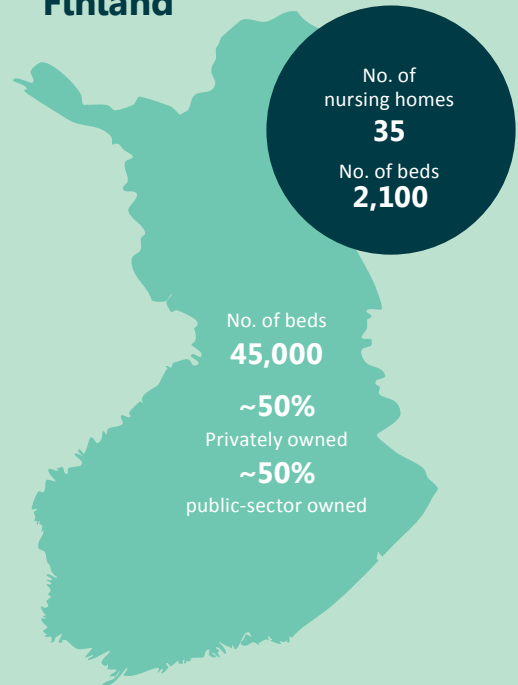 Finland
No. of
nursing homes
35
No. of beds
2,100
No. of beds
45,000
~50%
Privately owned
~50%
public-sector owned